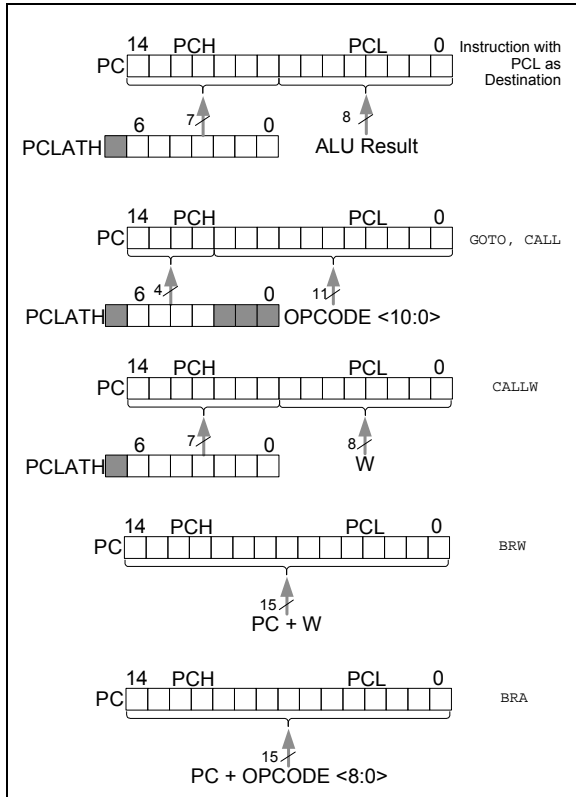 14 PCH PCL 0
PC
Instruction with
PCL as
Destination
7 8
6 0
PCLATH
ALU Result
14 PCH PCL 0
PC
GOTO, CALL
4 11
6 0
PCLATH
OPCODE <10:0>
14 PCH PCL 0
PC
CALLW
7 8
6 0
PCLATH
W
14 PCH PCL 0
PC
BRW
15
PC + W
14 PCH PCL 0
PC
BRA
15
PC + OPCODE <8:0>